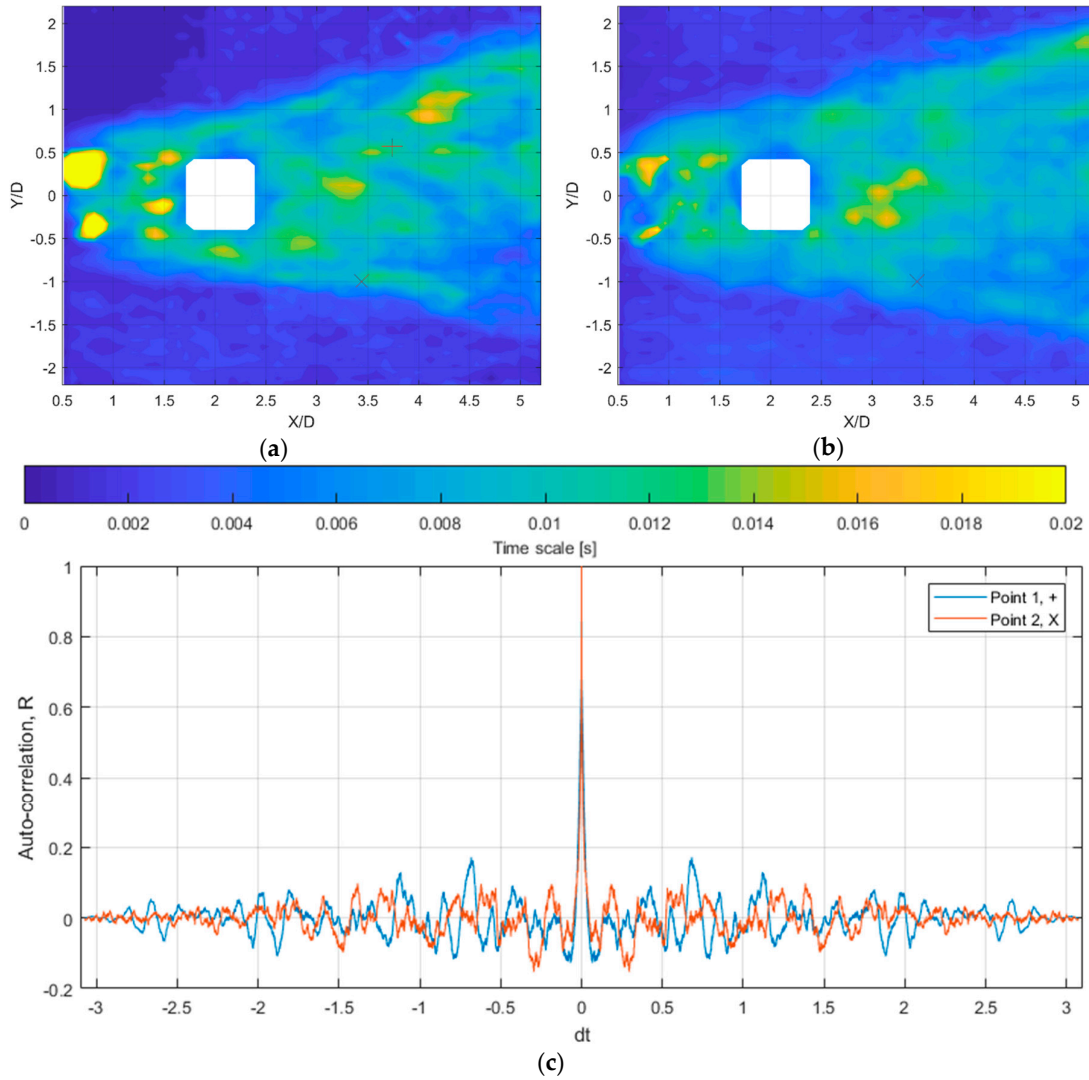 2
1.5
1
0.5
0
-0.5
-1
-1.5
-2
Y/D
0.5 1 1.5 2 2.5 3 3.5 4 4.5 5
X/D
(a)
2
1.5
1
0.5
0
-0.5
-1
-1.5
-2
Y/D
0.5 1 1.5 2 2.5 3 3.5 4 4.5 5
X/D
(b)
0 0.002 0.004 0.006 0.008 0.01 0.012 0.014 0.016 0.018 0.02
Time scale [s]
1
0.8
0.6
0.4
0.2
0
-0.2
Auto-correlation, R
Point 1, +
Point 2, X
-3 -2.5 -2 -1.5 -1 -0.5 0 0.5 1 1.5 2 2.5 3
dt
(c)